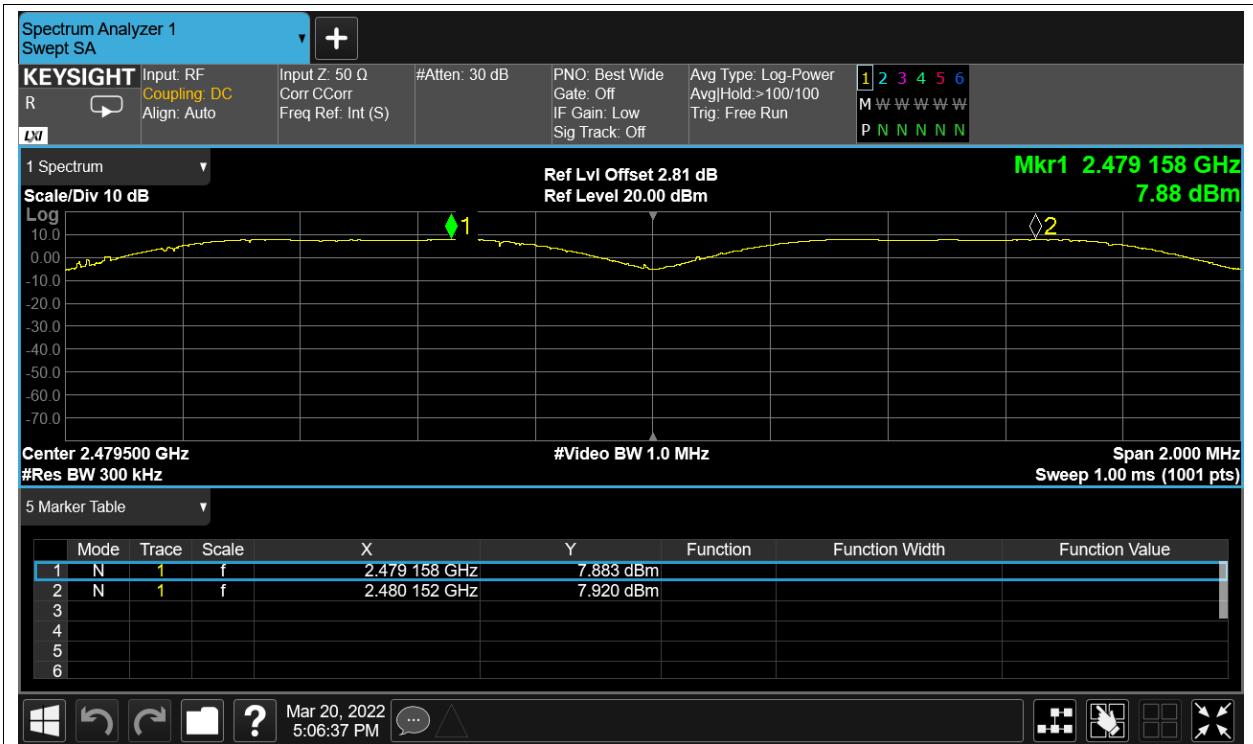 Spectrum Analyzer 1
Swept SA
KEYSIGHT
R
LXI
Input: RF
Coupling: DC
Align: Auto
Input Z: 50 Ω
Corr CCorr
Freq Ref: Int (S)
#Atten: 30 dB
PNO: Best Wide
Gate: Off
IF Gain: Low
Sig Track: Off
Avg Type: Log-Power
Avg|Hold:>100/100
Trig: Free Run
1 2 3 4 5 6
M W W W W W
P N N N N N
1 Spectrum
Scale/Div 10 dB
Ref Lvl Offset 2.81 dB
Ref Level 20.00 dBm
Mkr1 2.479 158 GHz
7.88 dBm
Log
1
2
10.0
0.00
-10.0
-20.0
-30.0
-40.0
-50.0
-60.0
-70.0
Center 2.479500 GHz
#Video BW 1.0 MHz
Span 2.000 MHz
#Res BW 300 kHz
Sweep 1.00 ms (1001 pts)
5 Marker Table
Mode Trace Scale X Y Function Function Width Function Value
1 N 1 f 2.479 158 GHz 7.883 dBm
2 N 1 f 2.480 152 GHz 7.920 dBm
3
4
5
6
?
Mar 20, 2022
5:06:37 PM